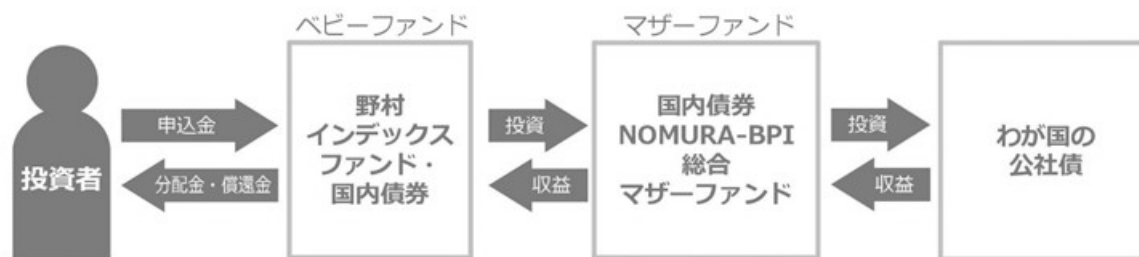 ベビーファンド
マザーファンド
投資者
申込金
分配金・償還金
野村
インデックス
ファンド・
国内債券
投資
収益
国内債券
NOMURA-BPI
総合
マザーファンド
投資
収益
わが国の
公社債